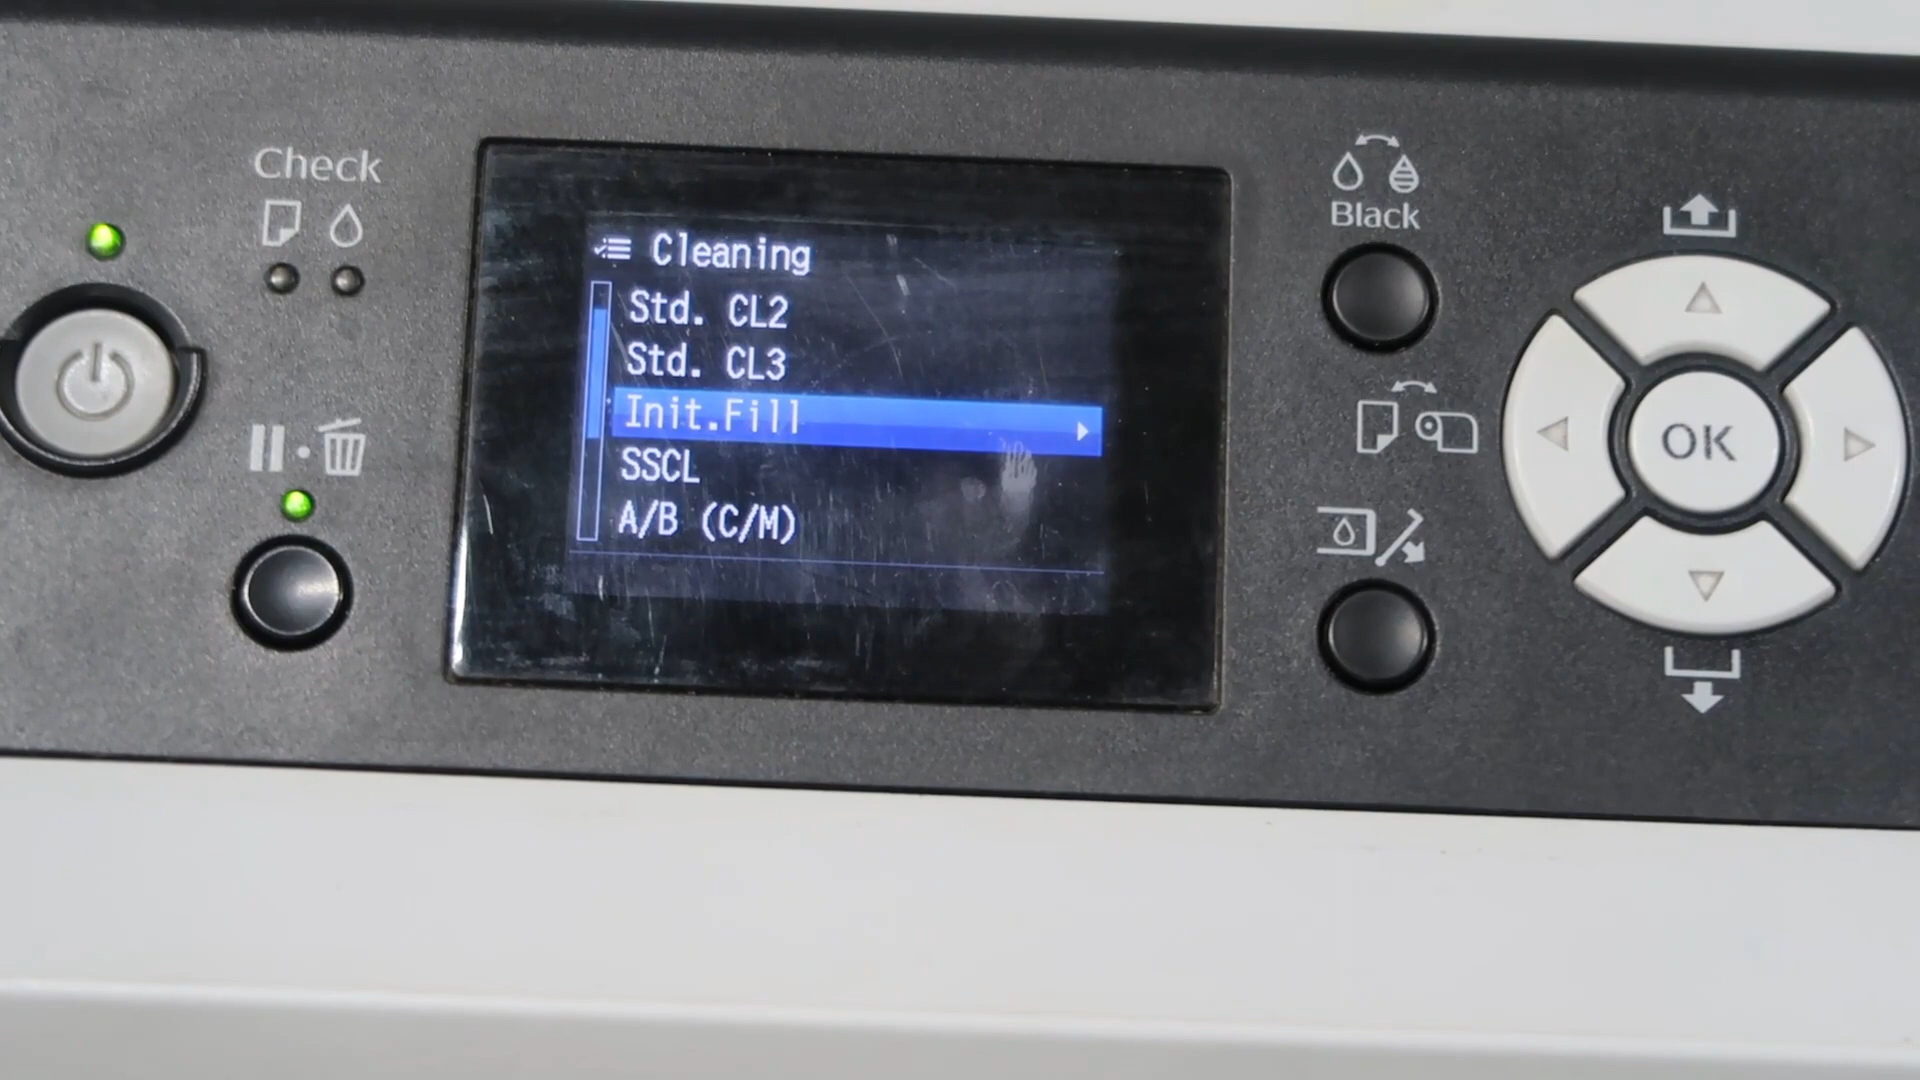 Check
Cleaning
Std. CL2
Std. CL3
Init.Fill
SSCL
A/B (C/M)
Black
OK